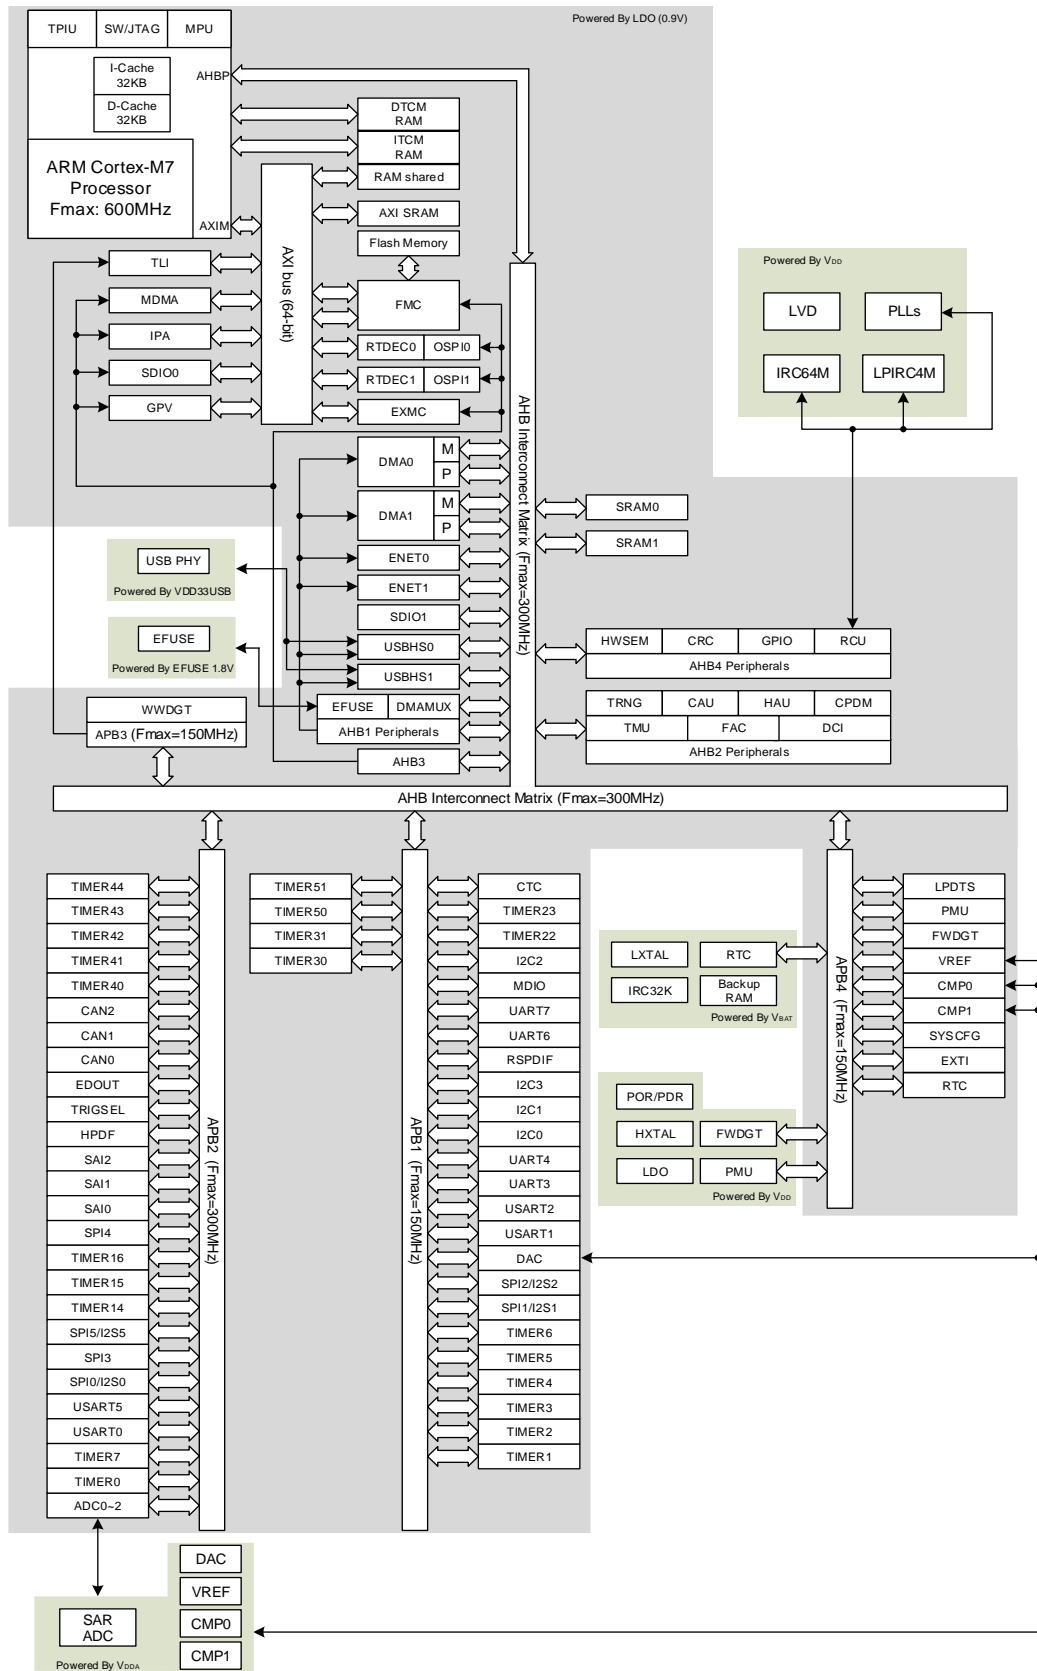 Powered By LDO (0.9V)
TPIU
SW/JTAG
MPU
I-Cache
32KB
D-Cache
32KB
AHBP
ARM Cortex-M7
Processor
Fmax: 600MHz
AXIM
DTCM
RAM
ITCM
RAM
RAM shared
AXI SRAM
Flash Memory
AXI bus (64-bit)
TLI
MDMA
IPA
SDIO0
GPV
FMC
RTDEC0
OSPI0
RTDEC1
OSPI1
EXMC
AHB Interconnect Matrix (Fmax=300MHz)
Powered By VDD
LVD
PLLs
IRC64M
LPIRC4M
DMA0
M
P
DMA1
M
P
ENET0
ENET1
SDIO1
USBHS0
USBHS1
EFUSE
DMAMUX
AHB1 Peripherals
AHB3
SRAM0
SRAM1
USB PHY
Powered By VDD33USB
EFUSE
Powered By EFUSE 1.8V
HWSEM
CRC
GPIO
RCU
AHB4 Peripherals
TRNG
CAU
HAU
CPDM
TMU
FAC
DCI
AHB2 Peripherals
WWDGT
APB3 (Fmax=150MHz)
AHB Interconnect Matrix (Fmax=300MHz)
TIMER44
TIMER43
TIMER42
TIMER41
TIMER40
CAN2
CAN1
CAN0
EDOUT
TRIGSEL
HPDF
SAI2
SAI1
SAI0
SPI4
TIMER16
TIMER15
TIMER14
SPI5/I2S5
SPI3
SPI0/I2S0
USART5
USART0
TIMER7
TIMER0
ADC0~2
APB2 (Fmax=300MHz)
TIMER51
TIMER50
TIMER31
TIMER30
APB1 (Fmax=150MHz)
CTC
TIMER23
TIMER22
I2C2
MDIO
UART7
UART6
RSPDIF
I2C3
I2C1
I2C0
UART4
UART3
USART2
USART1
DAC
SPI2/I2S2
SPI1/I2S1
TIMER6
TIMER5
TIMER4
TIMER3
TIMER2
TIMER1
LXTAL
RTC
IRC32K
Backup
RAM
Powered By VBAT
POR/PDR
HXTAL
FWDGT
LDO
PMU
Powered By VDD
APB4 (Fmax=150MHz)
LPDTS
PMU
FWDGT
VREF
CMP0
CMP1
SYSCFG
EXTI
RTC
DAC
VREF
CMP0
CMP1
SAR
ADC
Powered By VDDA